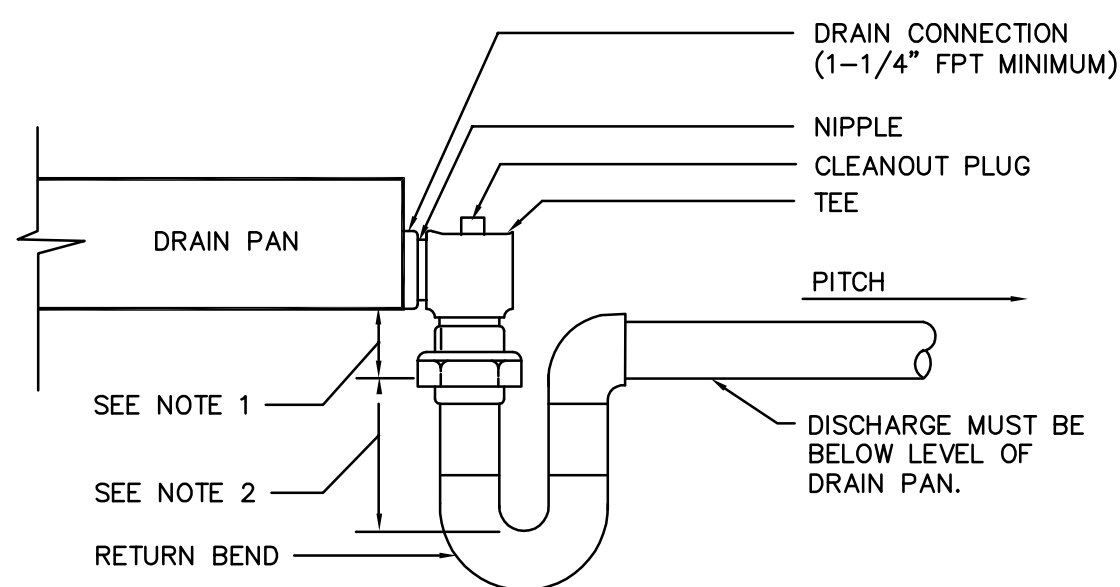 DRAIN CONNECTION
(1-1/4" FPT MINIMUM)
NIPPLE
CLEANOUT PLUG
TEE
DRAIN PAN
PITCH
SEE NOTE 1
DISCHARGE MUST BE
BELOW LEVEL OF
DRAIN PAN.
SEE NOTE 2
RETURN BEND